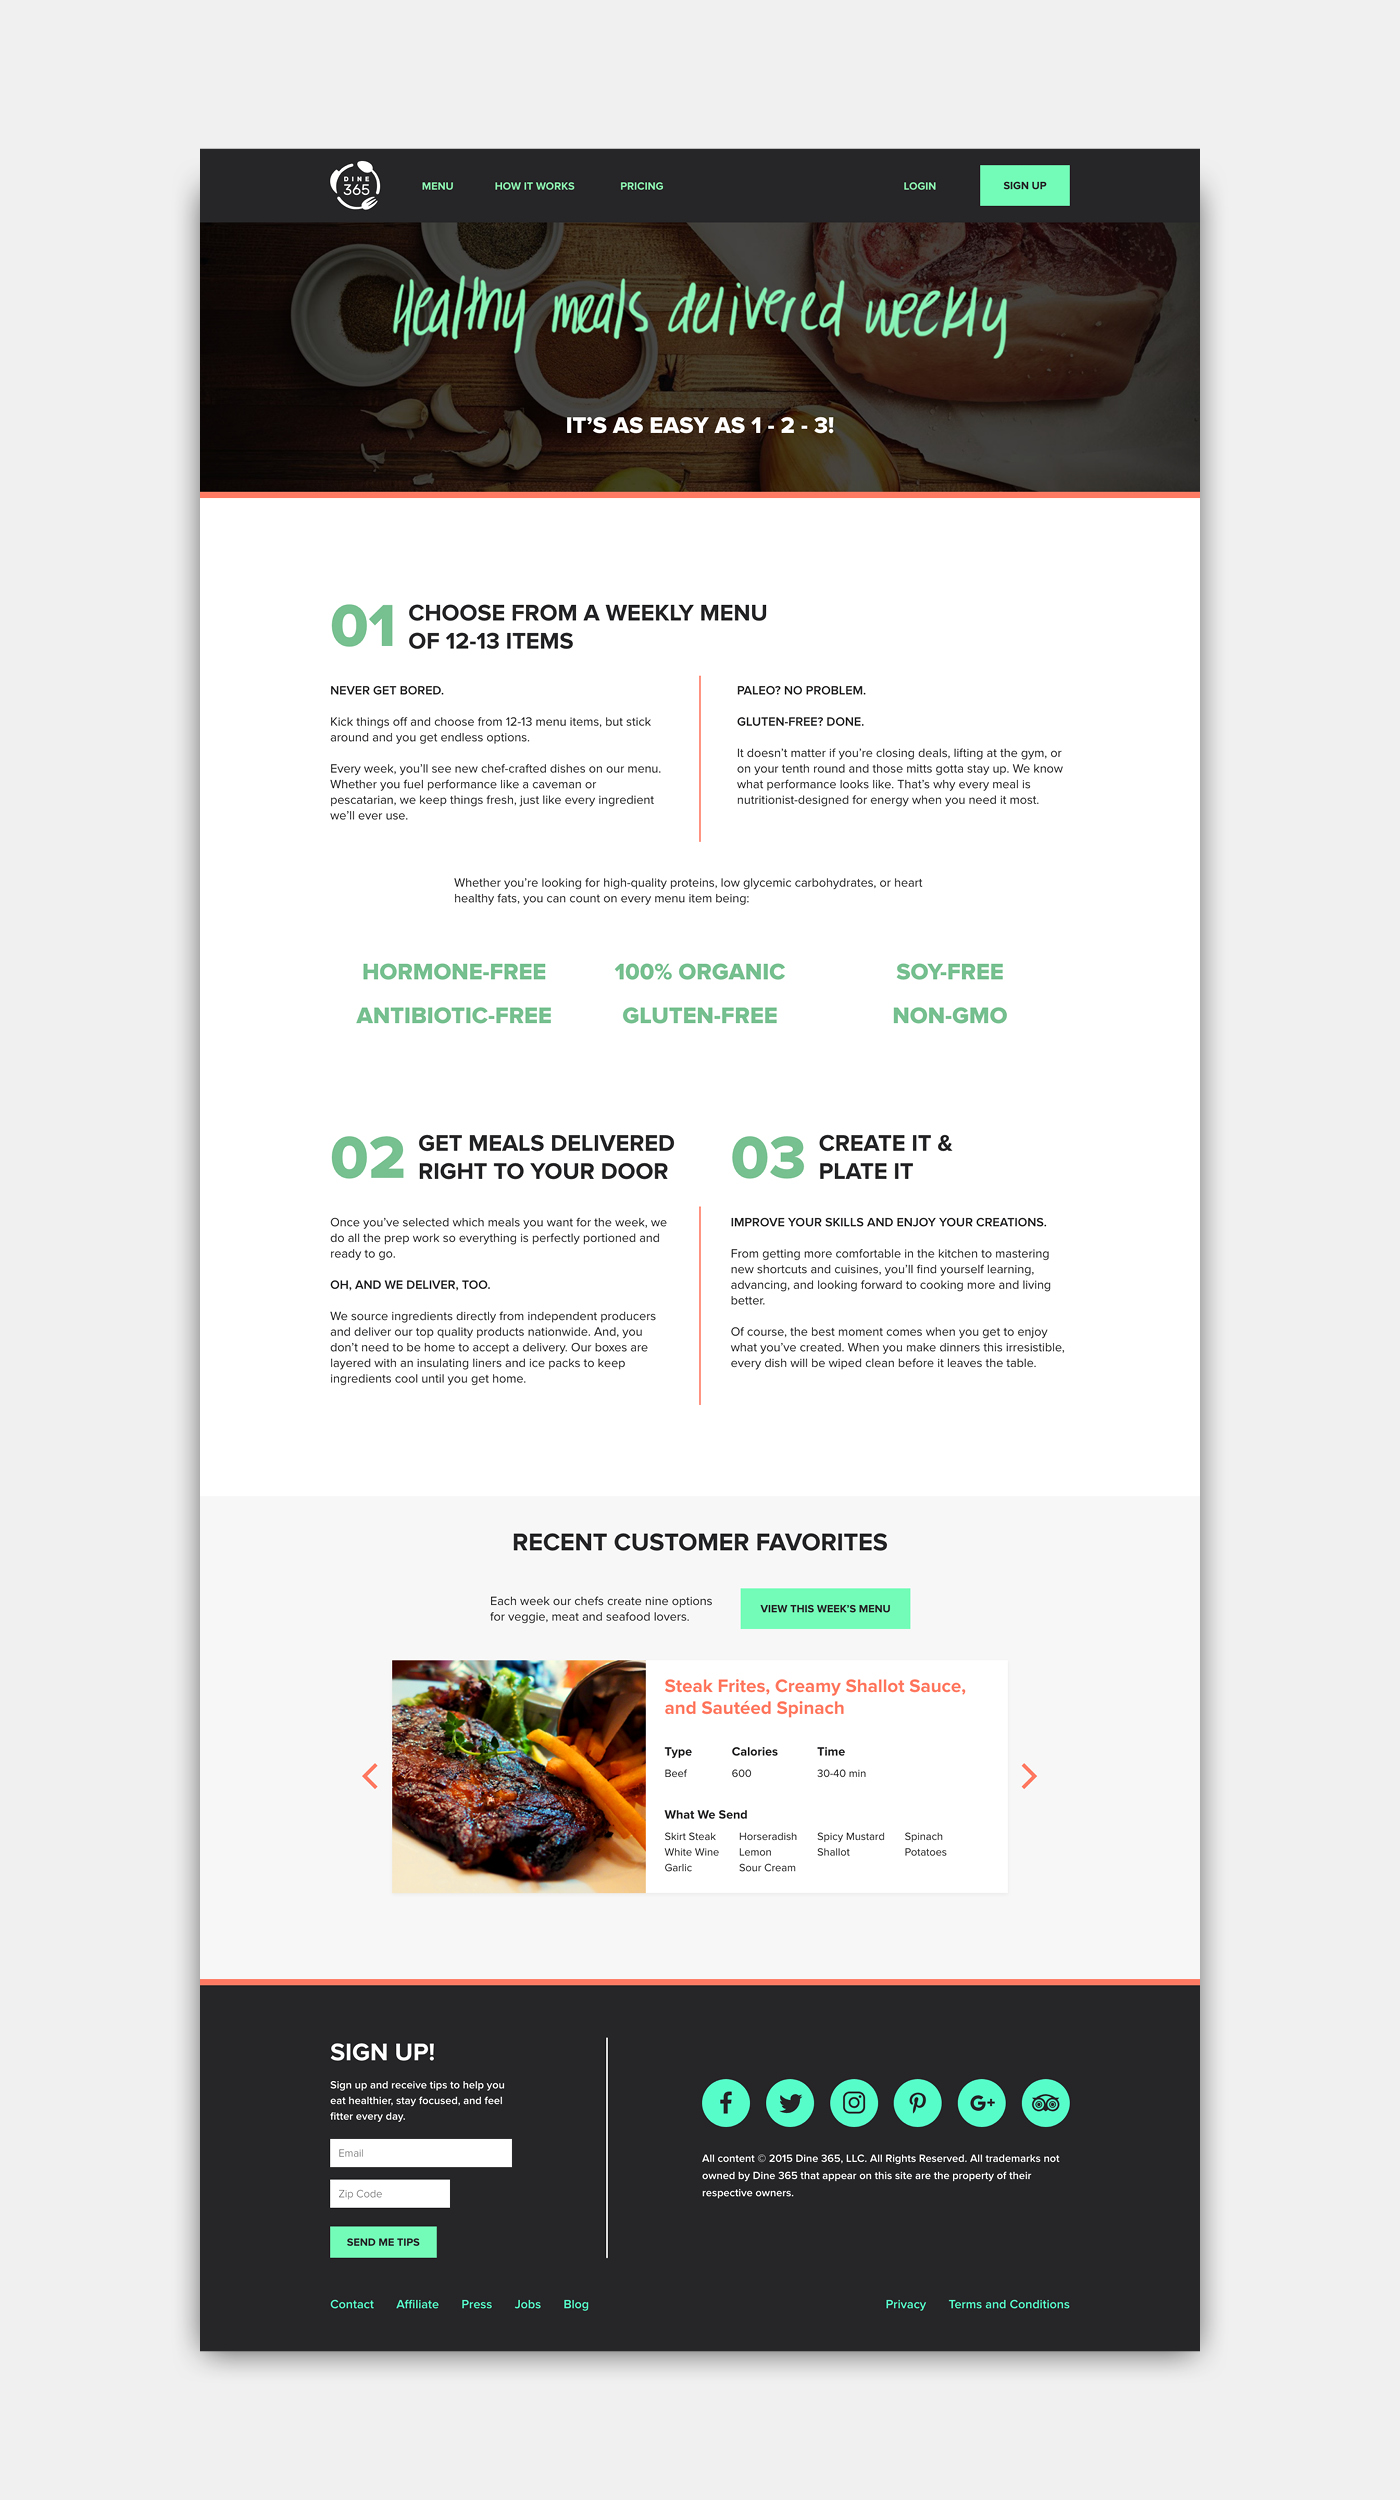 DINE
365
MENU HOW IT WORKS PRICING LOGIN SIGN UP
Healthy meals delivered weekly
IT'S AS EASY AS 1 - 2 - 3!
01 CHOOSE FROM A WEEKLY MENU
OF 12-13 ITEMS
NEVER GET BORED.
Kick things off and choose from 12-13 menu items, but stick
around and you get endless options.
Every week, you'll see new chef-crafted dishes on our menu.
Whether you fuel performance like a caveman or
pescatarian, we keep things fresh, just like every ingredient
we'll ever use.
PALEO? NO PROBLEM.
GLUTEN-FREE? DONE.
It doesn't matter if you're closing deals, lifting at the gym, or
on your tenth round and those mitts gotta stay up. We know
what performance looks like. That's why every meal is
nutritionist-designed for energy when you need it most.
Whether you're looking for high-quality proteins, low glycemic carbohydrates, or heart
healthy fats, you can count on every menu item being:
HORMONE-FREE 100% ORGANIC SOY-FREE
ANTIBIOTIC-FREE GLUTEN-FREE NON-GMO
02 GET MEALS DELIVERED
RIGHT TO YOUR DOOR
Once you've selected which meals you want for the week, we
do all the prep work so everything is perfectly portioned and
ready to go.
OH, AND WE DELIVER, TOO.
We source ingredients directly from independent producers
and deliver our top quality products nationwide. And, you
don't need to be home to accept a delivery. Our boxes are
layered with an insulating liners and ice packs to keep
ingredients cool until you get home.
03 CREATE IT &
PLATE IT
IMPROVE YOUR SKILLS AND ENJOY YOUR CREATIONS.
From getting more comfortable in the kitchen to mastering
new shortcuts and cuisines, you'll find yourself learning,
advancing, and looking forward to cooking more and living
better.
Of course, the best moment comes when you get to enjoy
what you've created. When you make dinners this irresistible,
every dish will be wiped clean before it leaves the table.
RECENT CUSTOMER FAVORITES
Each week our chefs create nine options
for veggie, meat and seafood lovers.
VIEW THIS WEEK'S MENU
Steak Frites, Creamy Shallot Sauce,
and Sautéed Spinach
Type Calories Time
Beef 600 30-40 min
What We Send
Skirt Steak Horseradish Spicy Mustard Spinach
White Wine Lemon Shallot Potatoes
Garlic Sour Cream
SIGN UP!
Sign up and receive tips to help you
eat healthier, stay focused, and feel
fitter every day.
Email
Zip Code
SEND ME TIPS
All content © 2015 Dine 365, LLC. All Rights Reserved. All trademarks not
owned by Dine 365 that appear on this site are the property of their
respective owners.
Contact Affiliate Press Jobs Blog Privacy Terms and Conditions